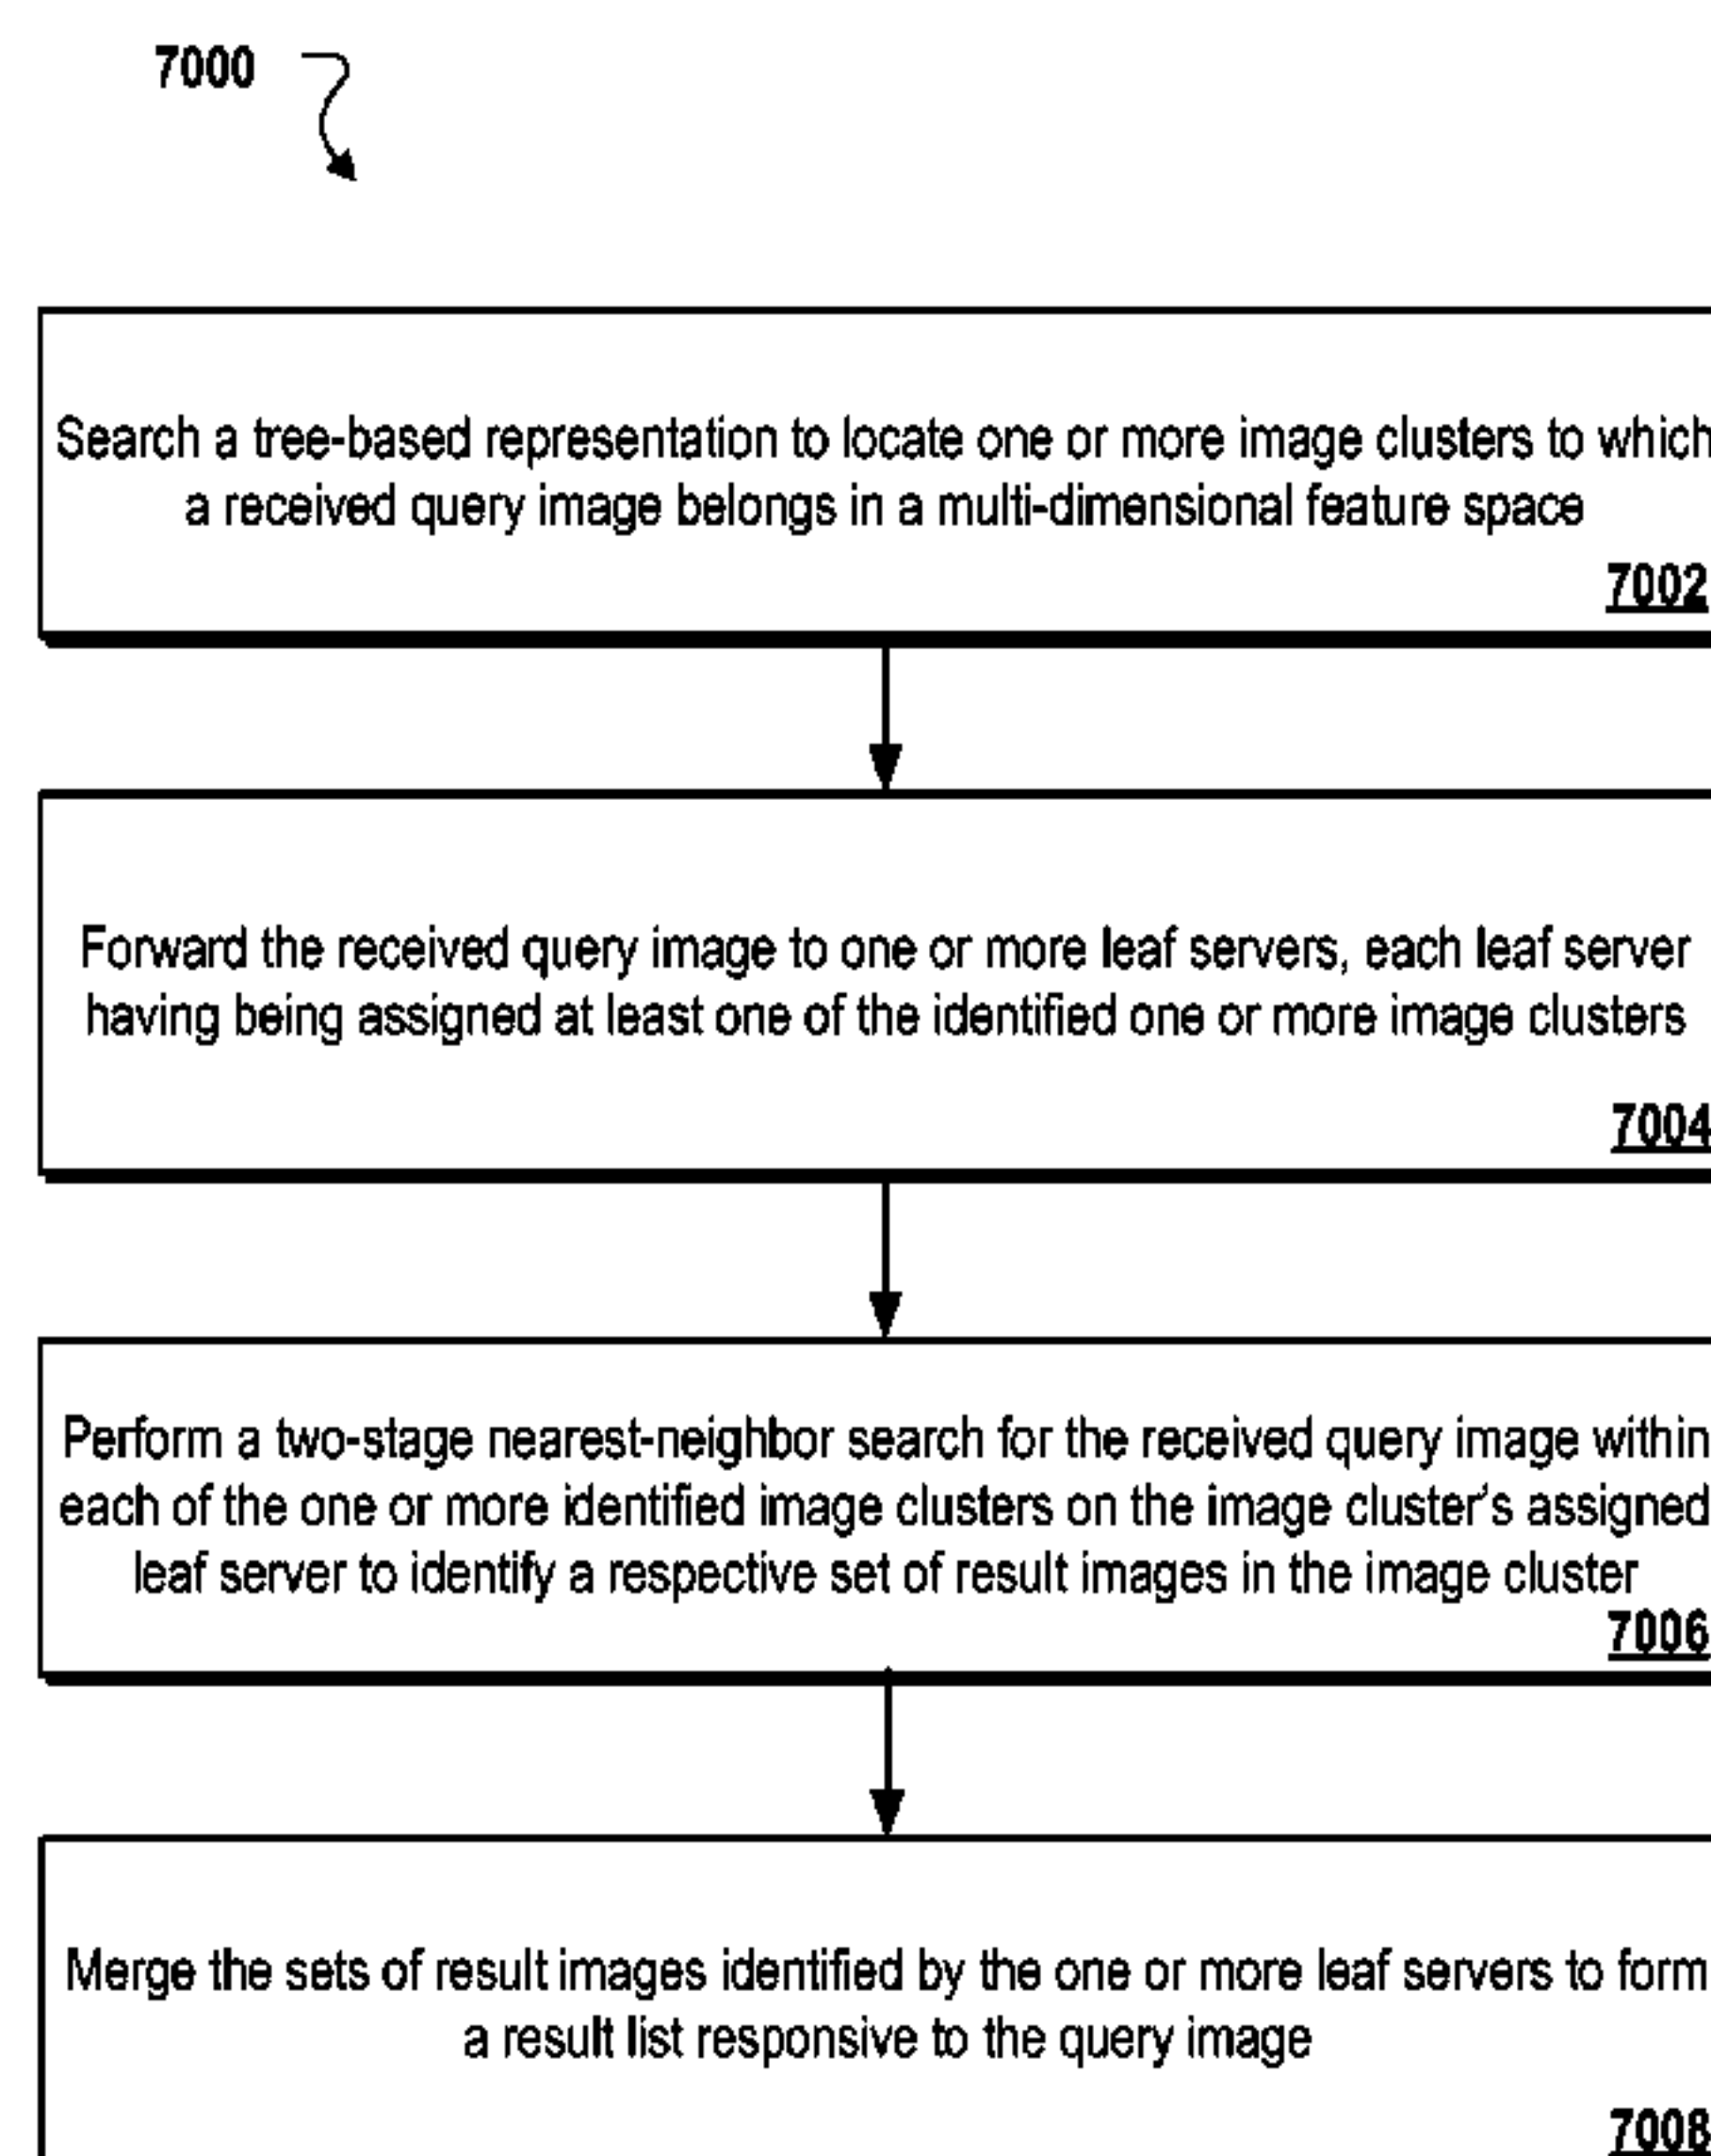 7000
Search a tree-based representation to locate one or more image clusters to which
a received query image belongs in a multi-dimensional feature space
7002
Forward the received query image to one or more leaf servers, each leaf server
having being assigned at least one of the identified one or more image clusters
7004
Perform a two-stage nearest-neighbor search for the received query image within
each of the one or more identified image clusters on the image cluster's assigned
leaf server to identify a respective set of result images in the image cluster
7006
Merge the sets of result images identified by the one or more leaf servers to form
a result list responsive to the query image
7008